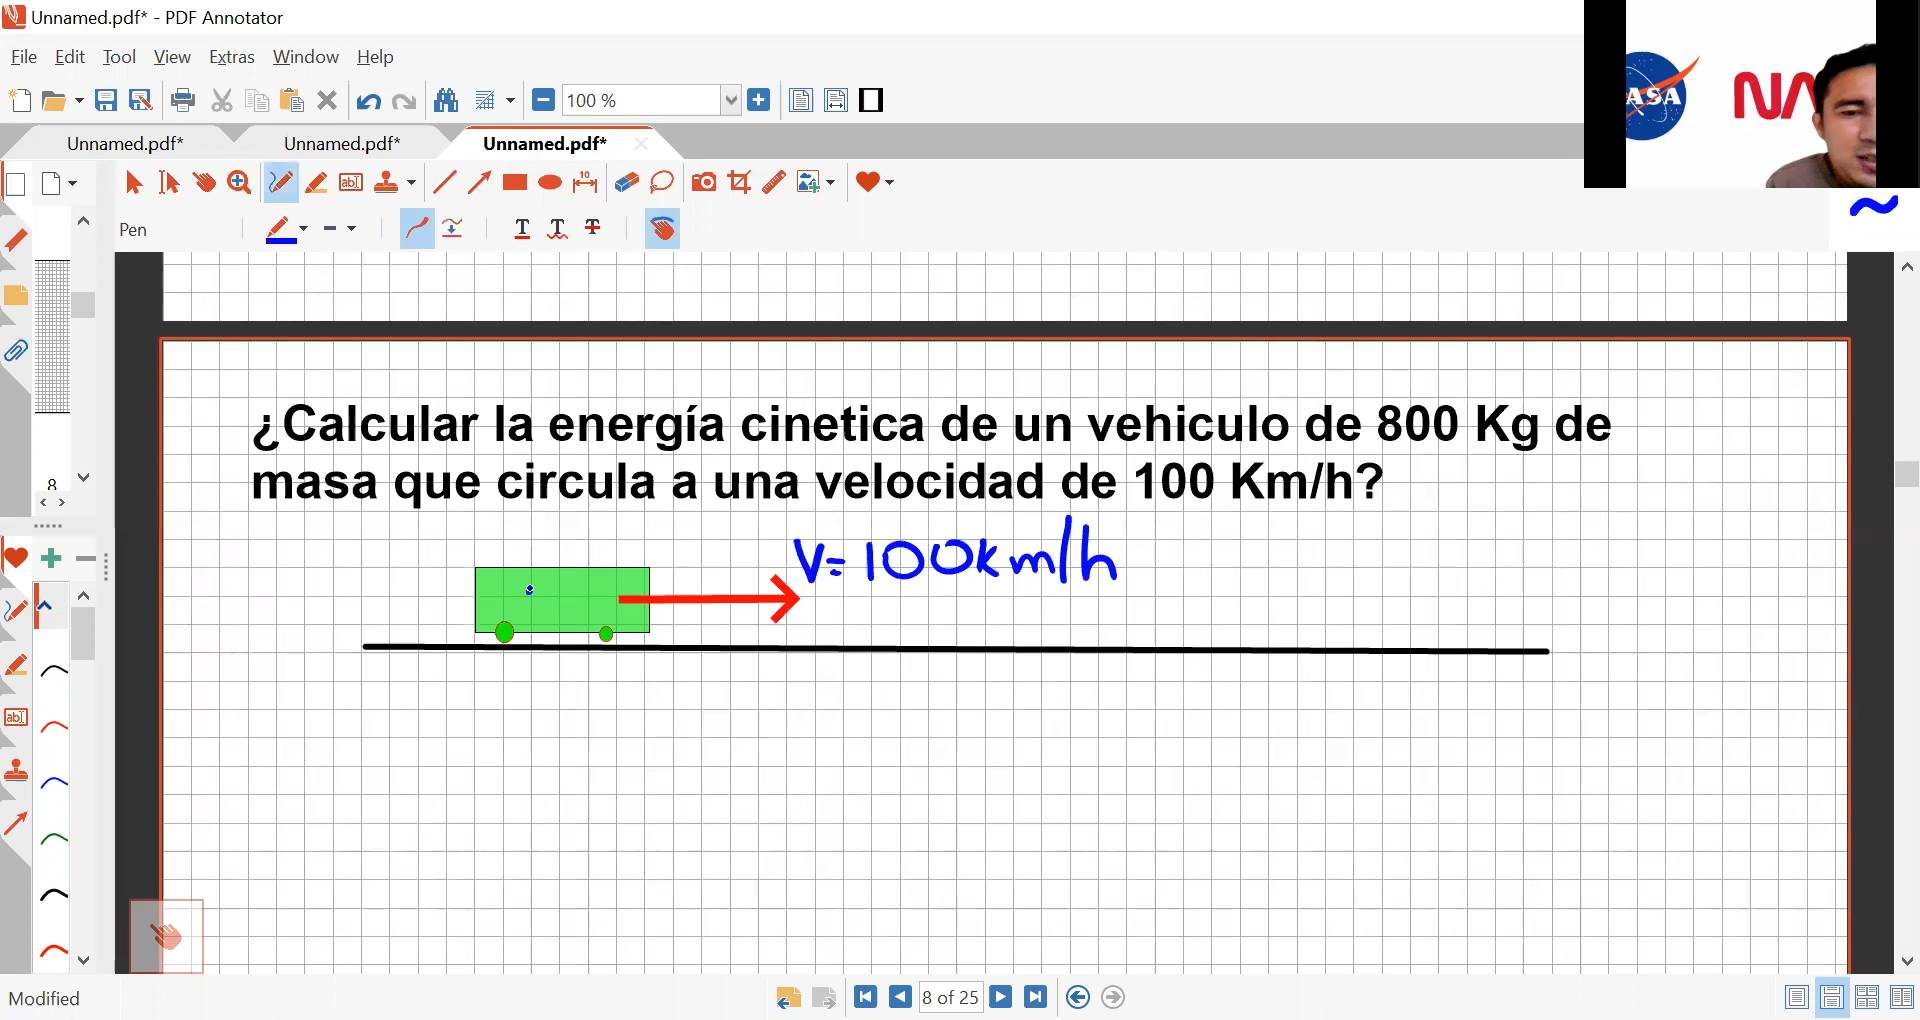 Unnamed.pdf* - PDF Annotator
File Edit Tool View Extras Window Help
100 %
Unnamed.pdf* Unnamed.pdf* Unnamed.pdf*
Pen
8
¿Calcular la energía cinetica de un vehiculo de 800 Kg de
masa que circula a una velocidad de 100 Km/h?
V=100km/h
Modified
8 of 25